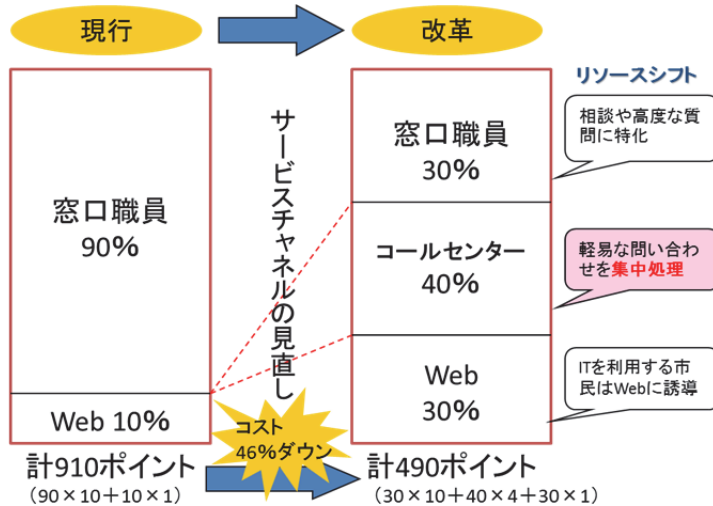 現行
改革
リソースシフト
窓口職員
90%
Web 10%
サービスチャネルの見直し
窓口職員
30%
コールセンター
40%
Web
30%
相談や高度な質
問に特化
軽易な問い合わ
せを集中処理
ITを利用する市
民はWebに誘導
コスト
46%ダウン
計910ポイント
（90×10＋10×1）
計490ポイント
（30×10＋40×4＋30×1）